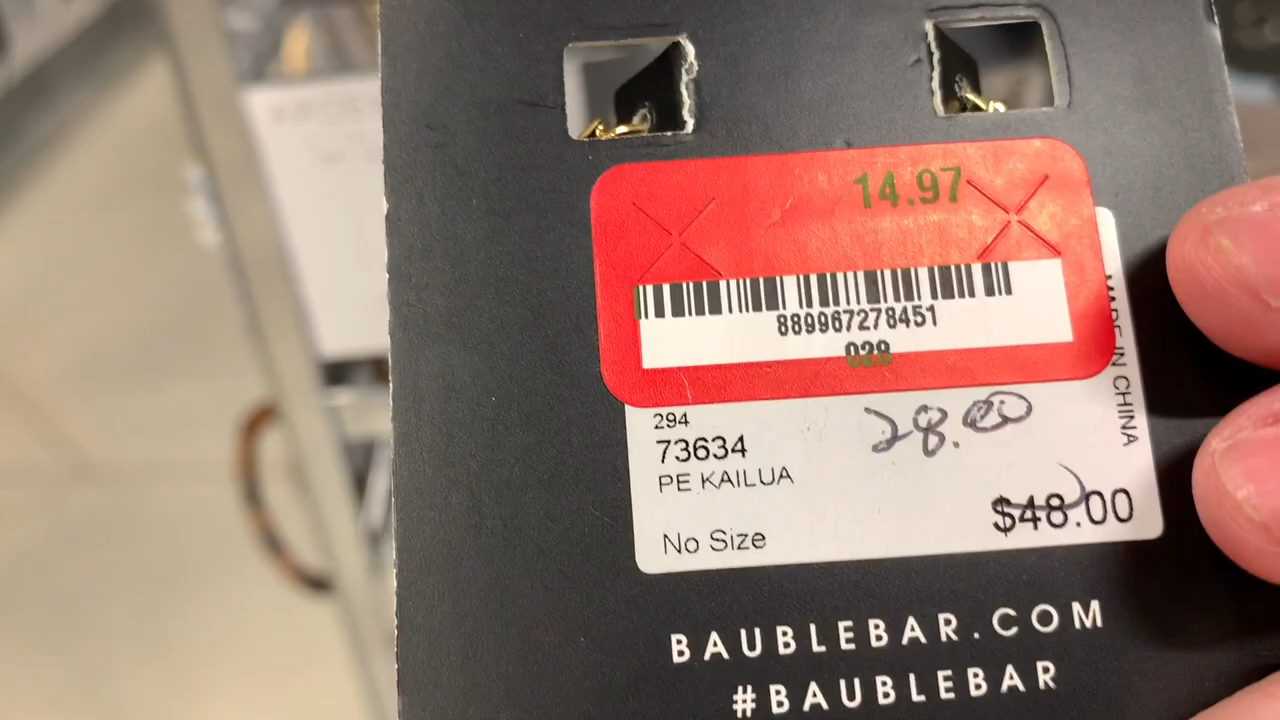 14.97
889967278451
028
294
73634
28.00
PE KAILUA
$48.00
No Size
MADE IN CHINA
BAUBLEBAR.COM
#BAUBLEBAR